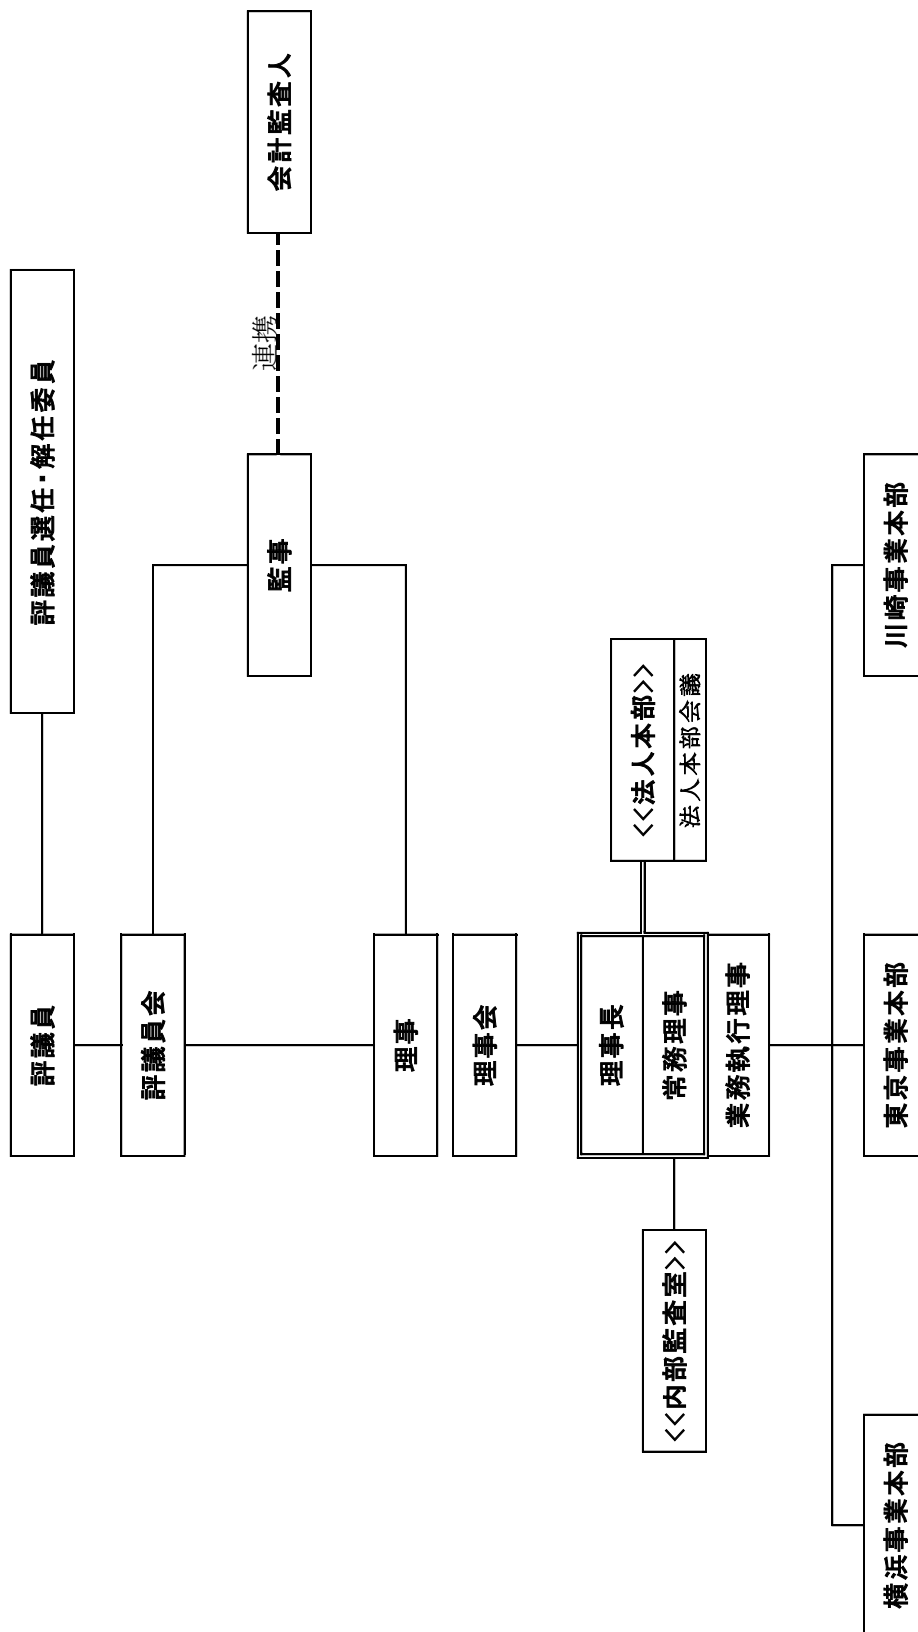 評議員
評議員選任・解任委員
評議員会
監事
連携
会計監査人
理事
理事会
理事長
常務理事
業務執行理事
<<法人本部>>
法人本部会議
<<内部監査室>>
横浜事業本部
東京事業本部
川崎事業本部